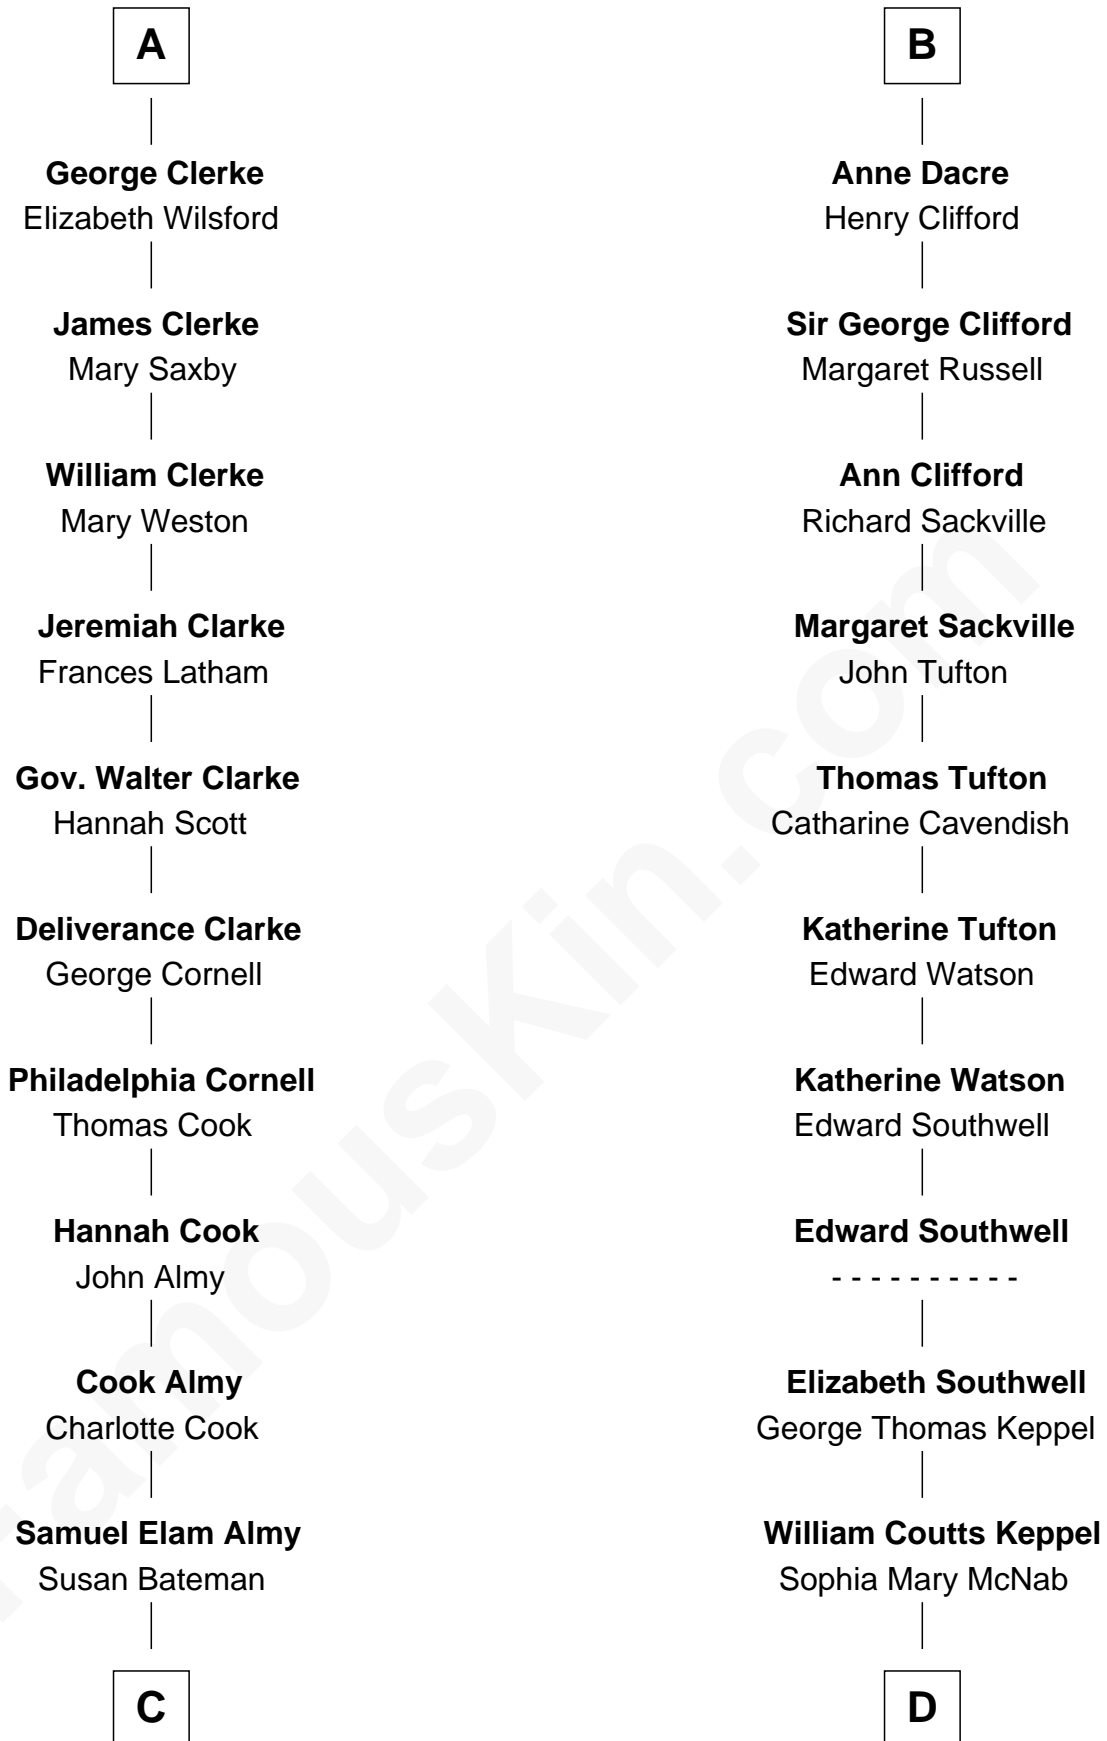 A
George Clerke
Elizabeth Wilsford
James Clerke
Mary Saxby
William Clerke
Mary Weston
Jeremiah Clarke
Frances Latham
Gov. Walter Clarke
Hannah Scott
Deliverance Clarke
George Cornell
Philadelphia Cornell
Thomas Cook
Hannah Cook
John Almy
Cook Almy
Charlotte Cook
Samuel Elam Almy
Susan Bateman
C
B
Anne Dacre
Henry Clifford
Sir George Clifford
Margaret Russell
Ann Clifford
Richard Sackville
Margaret Sackville
John Tufton
Thomas Tufton
Catharine Cavendish
Katherine Tufton
Edward Watson
Katherine Watson
Edward Southwell
Edward Southwell
- - - - - - - - - -
Elizabeth Southwell
George Thomas Keppel
William Coutts Keppel
Sophia Mary McNab
D
FamousKin.com